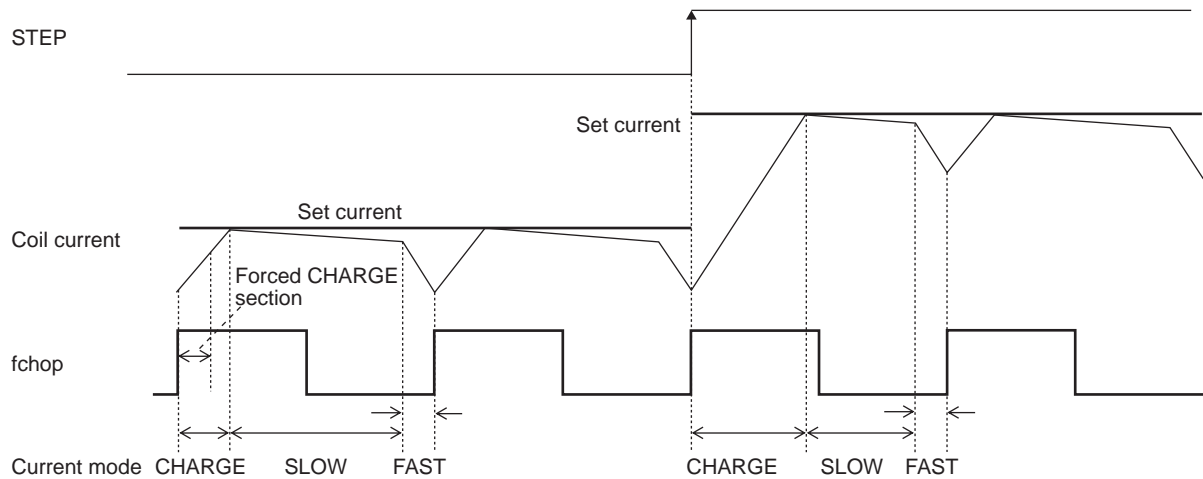 STEP
Set current
Set current
Coil current
Forced CHARGE
section
fchop
Current mode CHARGE SLOW FAST CHARGE SLOW FAST